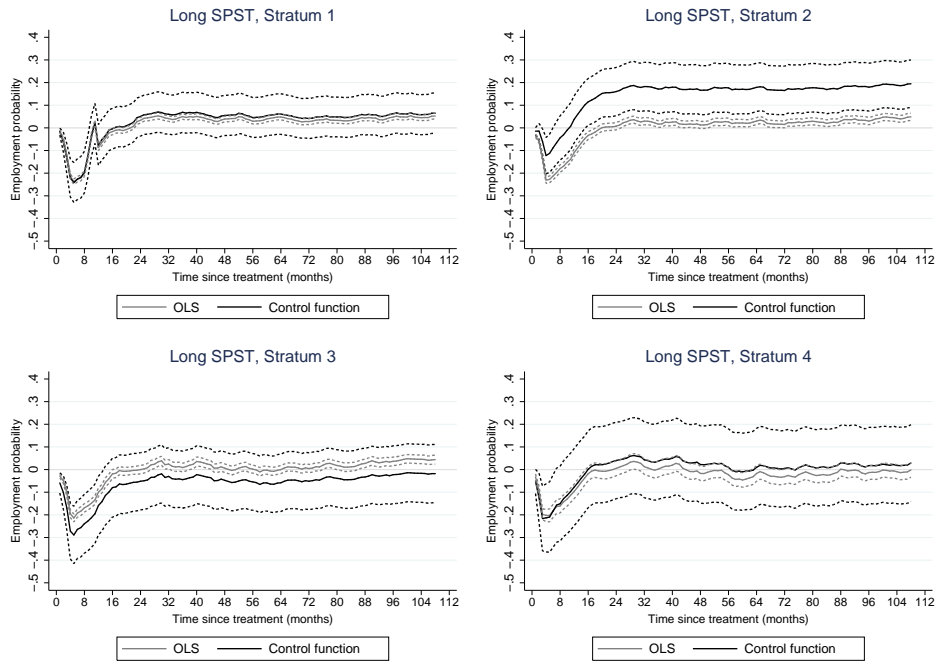 Long SPST, Stratum 1
Employment probability
.4
.3
.2
.1
0
-.1
-.2
-.3
-.4
-.5
0 8 16 24 32 40 48 56 64 72 80 88 96 104 112
Time since treatment (months)
OLS Control function
Long SPST, Stratum 2
Employment probability
.4
.3
.2
.1
0
-.1
-.2
-.3
-.4
-.5
0 8 16 24 32 40 48 56 64 72 80 88 96 104 112
Time since treatment (months)
OLS Control function
Long SPST, Stratum 3
Employment probability
.4
.3
.2
.1
0
-.1
-.2
-.3
-.4
-.5
0 8 16 24 32 40 48 56 64 72 80 88 96 104 112
Time since treatment (months)
OLS Control function
Long SPST, Stratum 4
Employment probability
.4
.3
.2
.1
0
-.1
-.2
-.3
-.4
-.5
0 8 16 24 32 40 48 56 64 72 80 88 96 104 112
Time since treatment (months)
OLS Control function